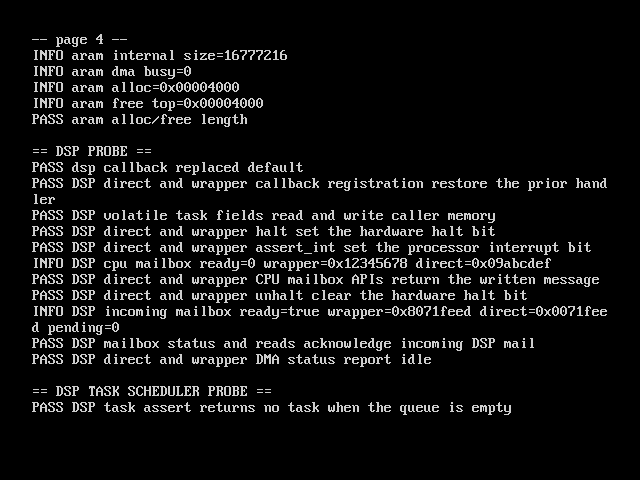 -- page 4 --
INFO aram internal size=16777216
INFO aram dma busy=0
INFO aram alloc=0x00004000
INFO aram free top=0x00004000
PASS aram alloc/free length
== DSP PROBE ==
PASS dsp callback replaced default
PASS DSP direct and wrapper callback registration restore the prior hand
ler
PASS DSP volatile task fields read and write caller memory
PASS DSP direct and wrapper halt set the hardware halt bit
PASS DSP direct and wrapper assert_int set the processor interrupt bit
INFO DSP cpu mailbox ready=0 wrapper=0x12345678 direct=0x09abcdef
PASS DSP direct and wrapper CPU mailbox APIs return the written message
PASS DSP direct and wrapper unhalt clear the hardware halt bit
INFO DSP incoming mailbox ready=true wrapper=0x8071feed direct=0x0071fee
d pending=0
PASS DSP mailbox status and reads acknowledge incoming DSP mail
PASS DSP direct and wrapper DMA status report idle
== DSP TASK SCHEDULER PROBE ==
PASS DSP task assert returns no task when the queue is empty